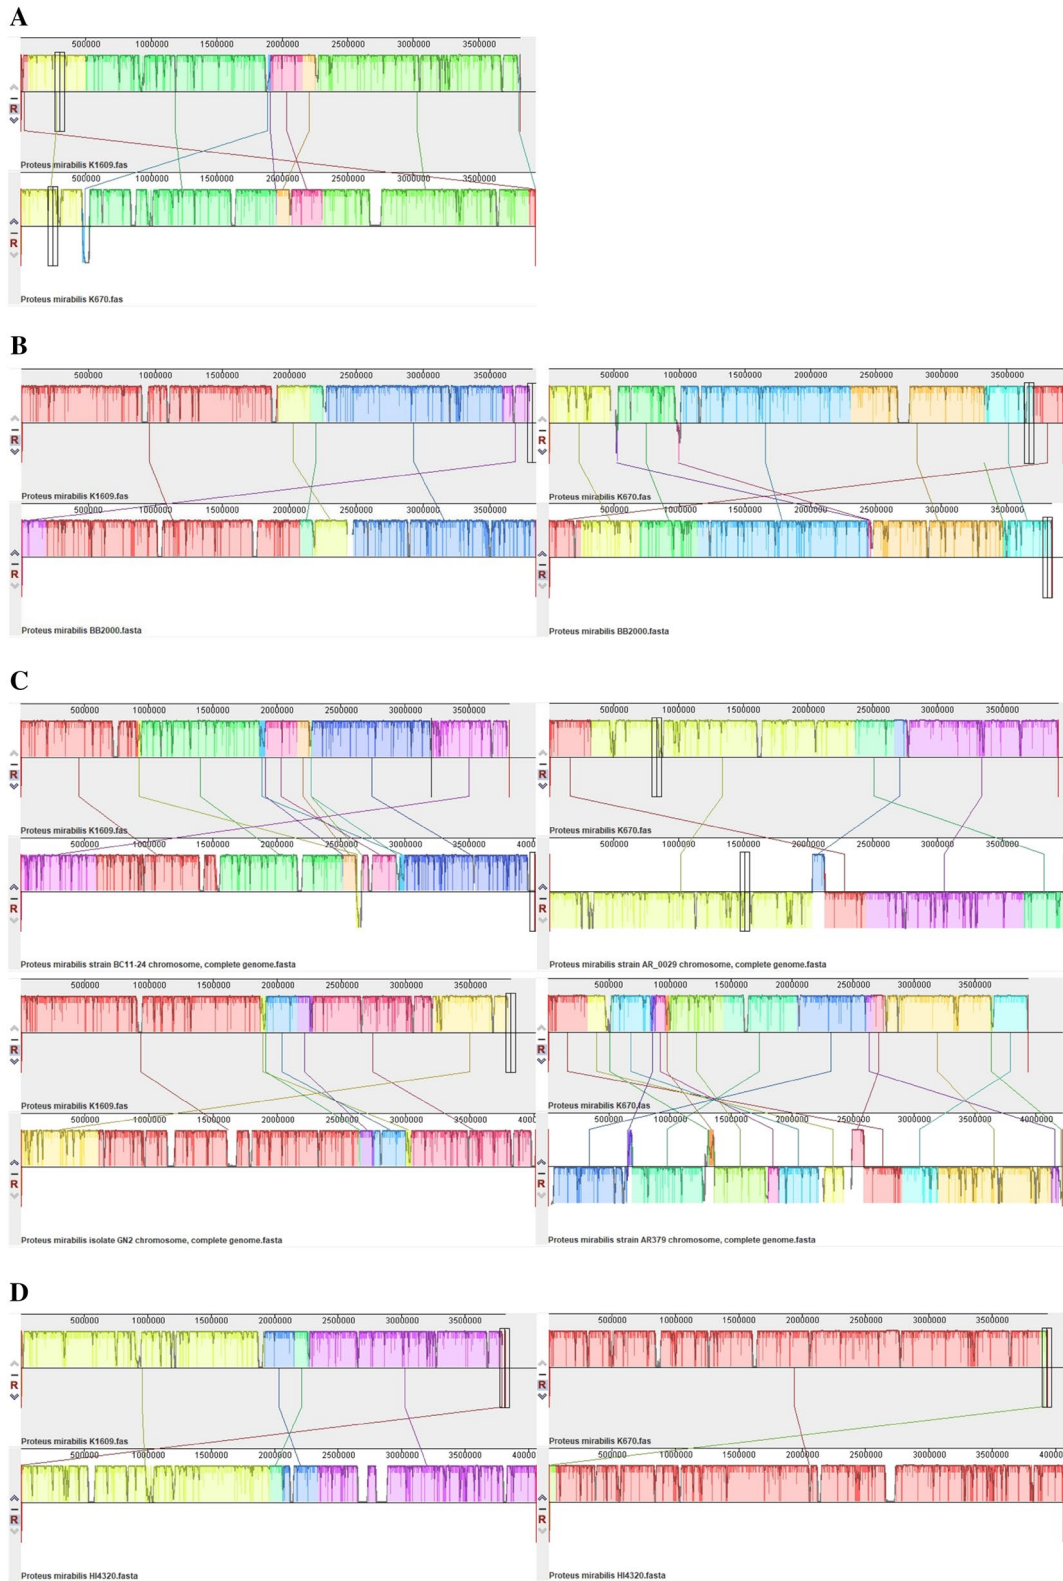 A
500000 1000000 1500000 2000000 2500000 3000000 3500000
R
Proteus mirabilis K1609.fas
500000 1000000 1500000 2000000 2500000 3000000 3500000
R
Proteus mirabilis K670.fas
B
500000 1000000 1500000 2000000 2500000 3000000 3500000
R
Proteus mirabilis K1609.fas
500000 1000000 1500000 2000000 2500000 3000000 3500000
R
Proteus mirabilis BB2000.fasta
500000 1000000 1500000 2000000 2500000 3000000 3500000
R
Proteus mirabilis K670.fas
500000 1000000 1500000 2000000 2500000 3000000 3500000
R
Proteus mirabilis BB2000.fasta
C
500000 1000000 1500000 2000000 2500000 3000000 3500000
R
Proteus mirabilis K1609.fas
500000 1000000 1500000 2000000 2500000 3000000 3500000 4000
R
Proteus mirabilis strain BC11-24 chromosome, complete genome.fasta
500000 1000000 1500000 2000000 2500000 3000000 3500000
R
Proteus mirabilis K670.fas
500000 1000000 1500000 2000000 2500000 3000000 3500000
R
Proteus mirabilis strain AR_0029 chromosome, complete genome.fasta
500000 1000000 1500000 2000000 2500000 3000000 3500000
R
Proteus mirabilis K1609.fas
500000 1000000 1500000 2000000 2500000 3000000 3500000 4000
R
Proteus mirabilis isolate GN2 chromosome, complete genome.fasta
500000 1000000 1500000 2000000 2500000 3000000 3500000
R
Proteus mirabilis K670.fas
500000 1000000 1500000 2000000 2500000 3000000 3500000 4000000
R
Proteus mirabilis strain AR379 chromosome, complete genome.fasta
D
500000 1000000 1500000 2000000 2500000 3000000 3500000
R
Proteus mirabilis K1609.fas
500000 1000000 1500000 2000000 2500000 3000000 3500000 400000
R
Proteus mirabilis HI4320.fasta
500000 1000000 1500000 2000000 2500000 3000000 3500000
R
Proteus mirabilis K670.fas
500000 1000000 1500000 2000000 2500000 3000000 3500000 400000
R
Proteus mirabilis HI4320.fasta